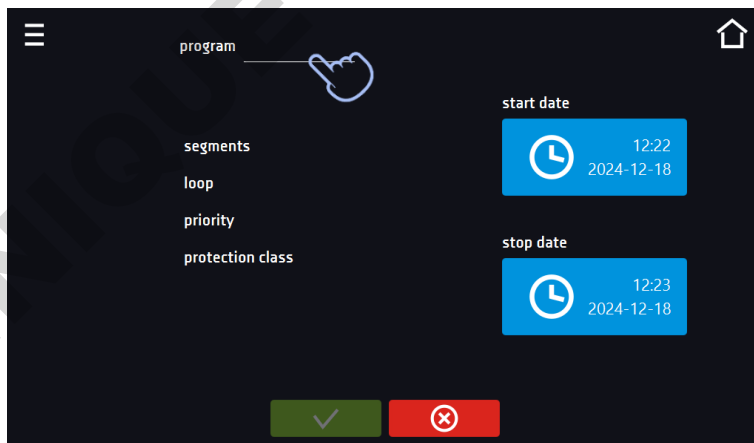 program
start date
12:22
2024-12-18
segments
loop
priority
protection class
stop date
12:23
2024-12-18
NIQUE